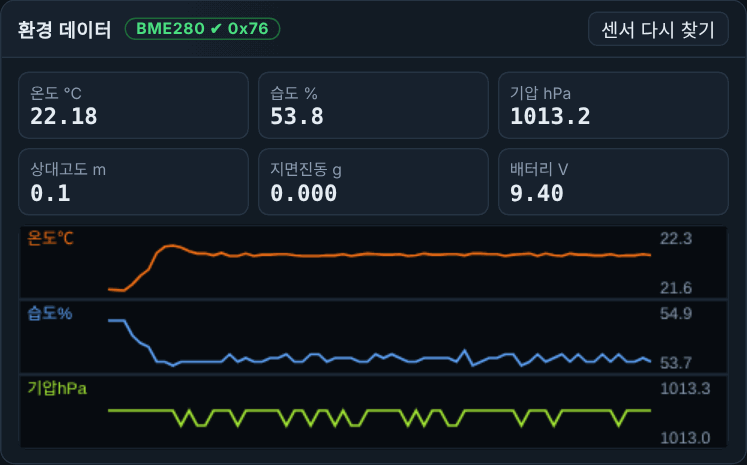 환경 데이터 BME280 ✔ 0x76 센서 다시 찾기
온도 °C 습도 % 기압 hPa
22.18 53.8 1013.2
상대고도 m 지면진동 g 배터리 V
0.1 0.000 9.40
온도°C 22.3
21.6
습도% 54.9
53.7
기압hPa 1013.3
1013.0